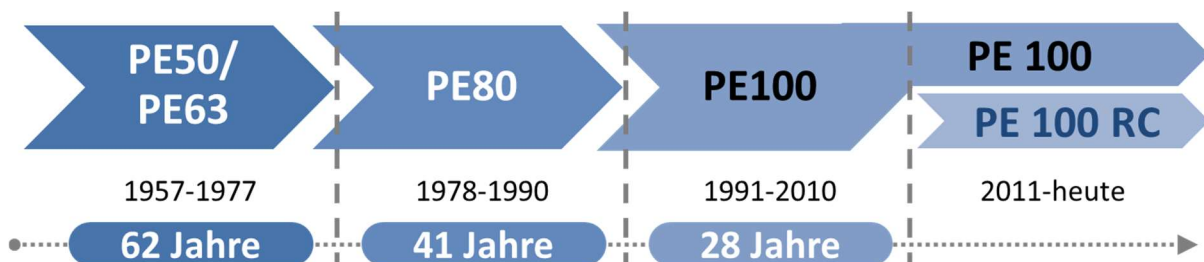 PE50/
PE63
PE80
PE100
PE 100
PE 100 RC
1957-1977
1978-1990
1991-2010
2011-heute
62 Jahre
41 Jahre
28 Jahre